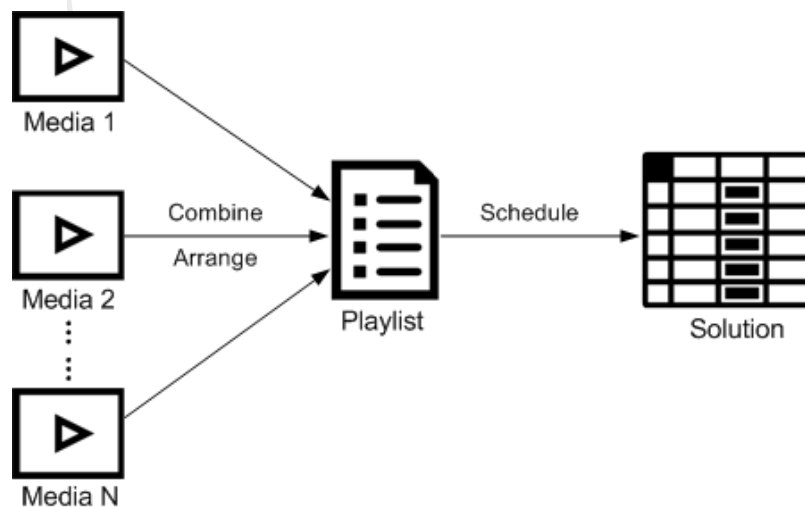 Media 1
Combine
Arrange
Media 2
Media N
Playlist
Schedule
Solution